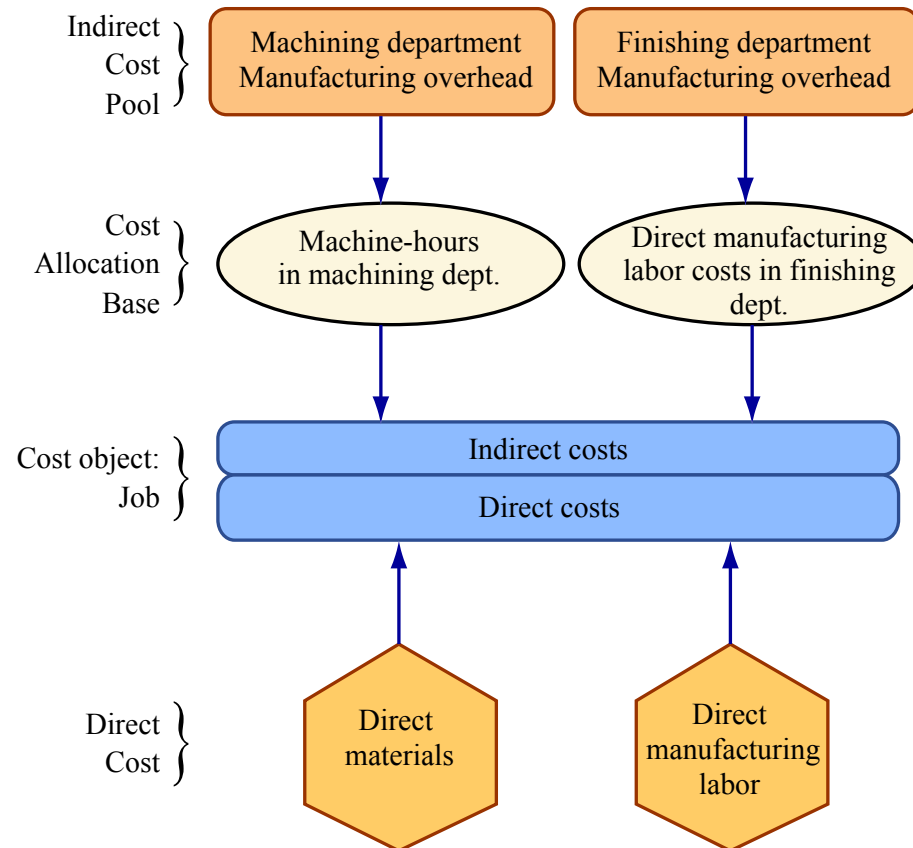 Indirect
Cost
Pool
Machining department
Manufacturing overhead
Finishing department
Manufacturing overhead
Cost
Allocation
Base
Machine-hours
in machining dept.
Direct manufacturing
labor costs in finishing
dept.
Cost object:
Job
Indirect costs
Direct costs
Direct
Cost
Direct
materials
Direct
manufacturing
labor